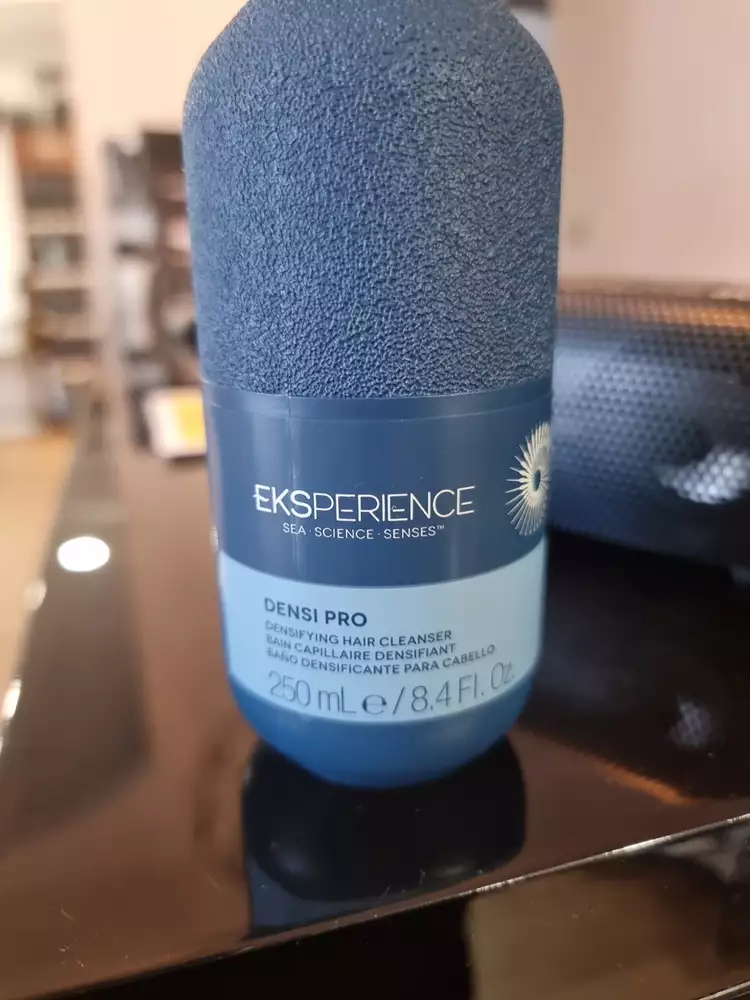 EKSPERIENCE
SEA · SCIENCE · SENSES™
DENSI PRO
DENSIFYING HAIR CLEANSER
BAIN CAPILLAIRE DENSIFIANT
BAÑO DENSIFICANTE PARA CABELLO
250 mL e / 8.4 Fl. Oz.